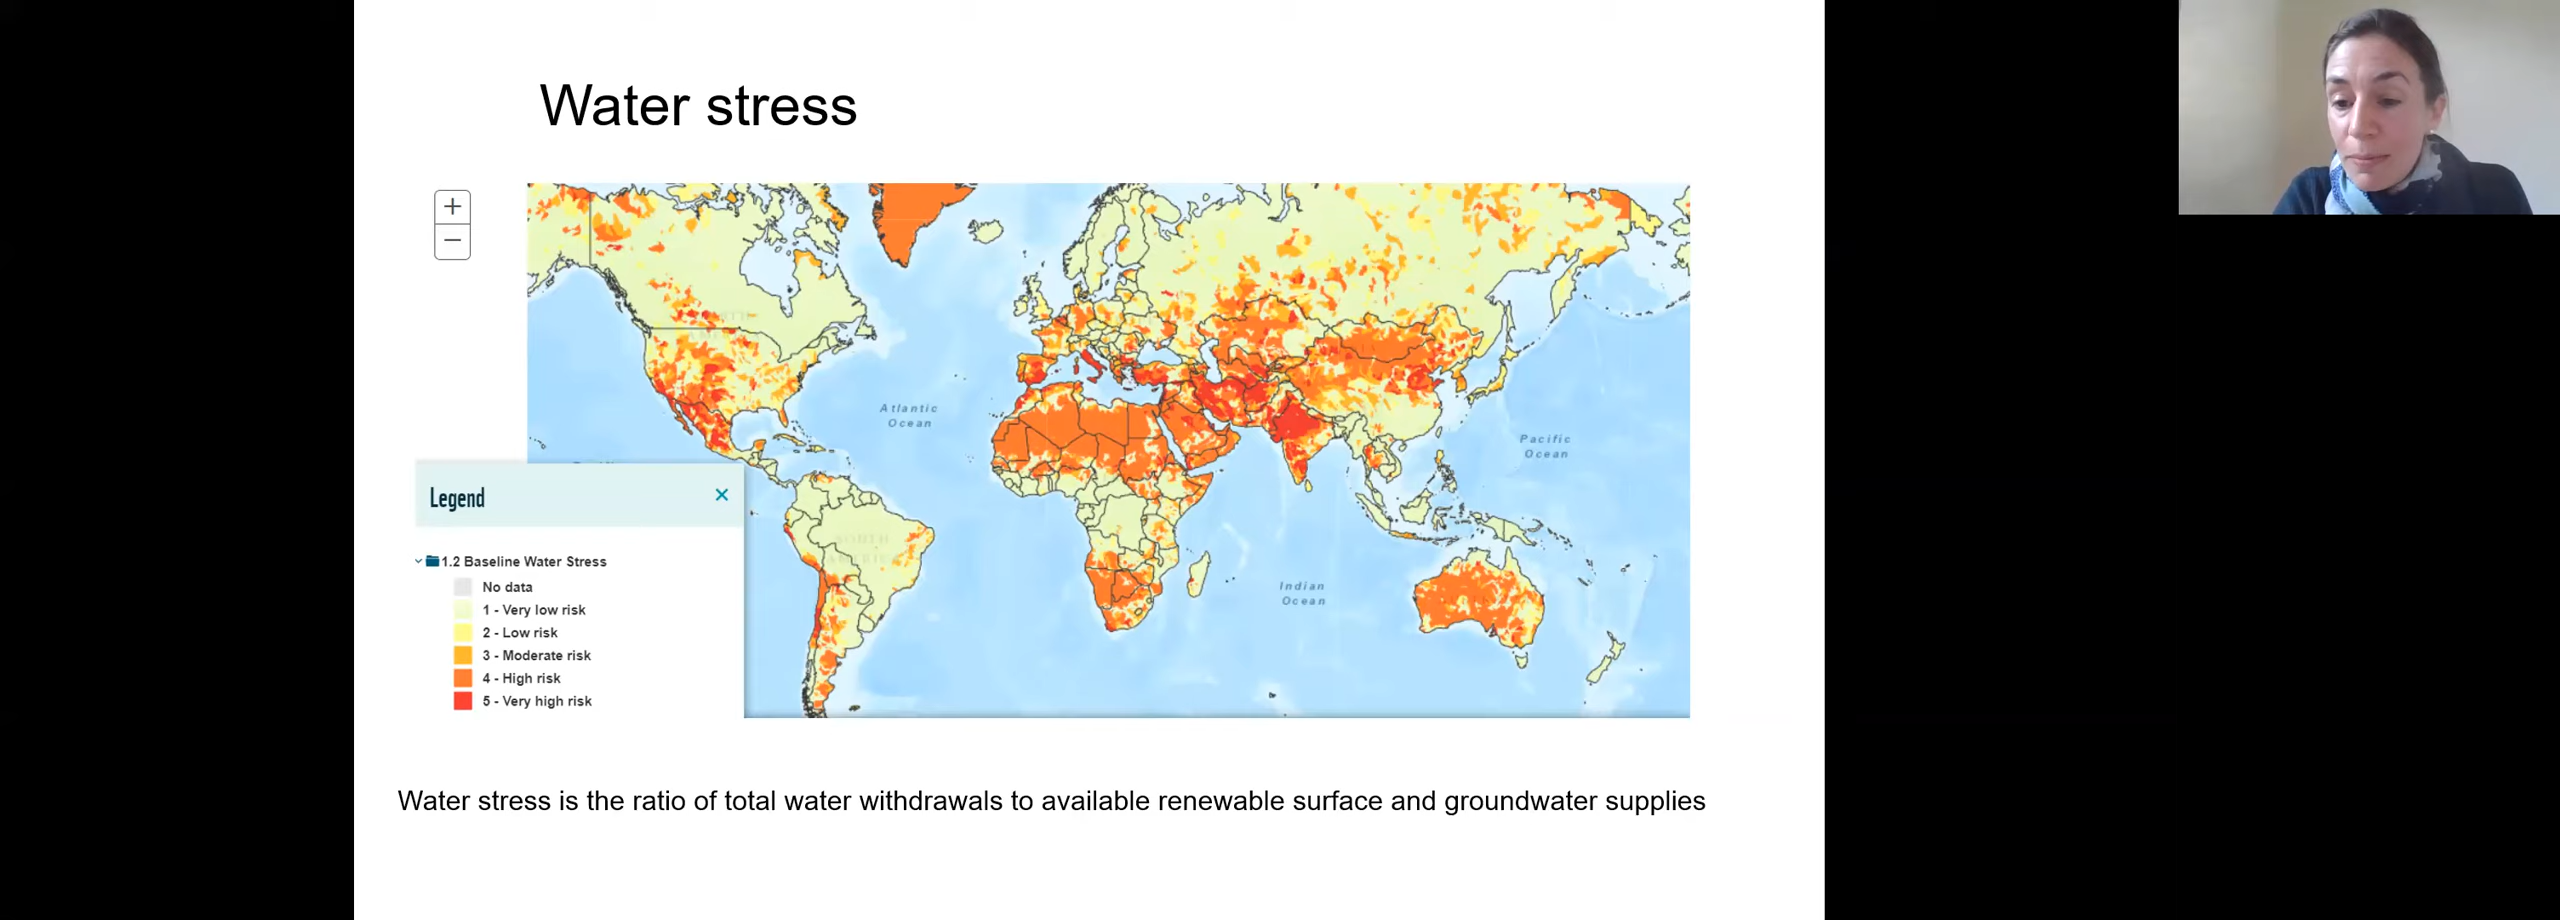 Water stress
+
−
Atlantic
Ocean
Pacific
Ocean
Indian
Ocean
Legend
×
1.2 Baseline Water Stress
No data
1 - Very low risk
2 - Low risk
3 - Moderate risk
4 - High risk
5 - Very high risk
Water stress is the ratio of total water withdrawals to available renewable surface and groundwater supplies